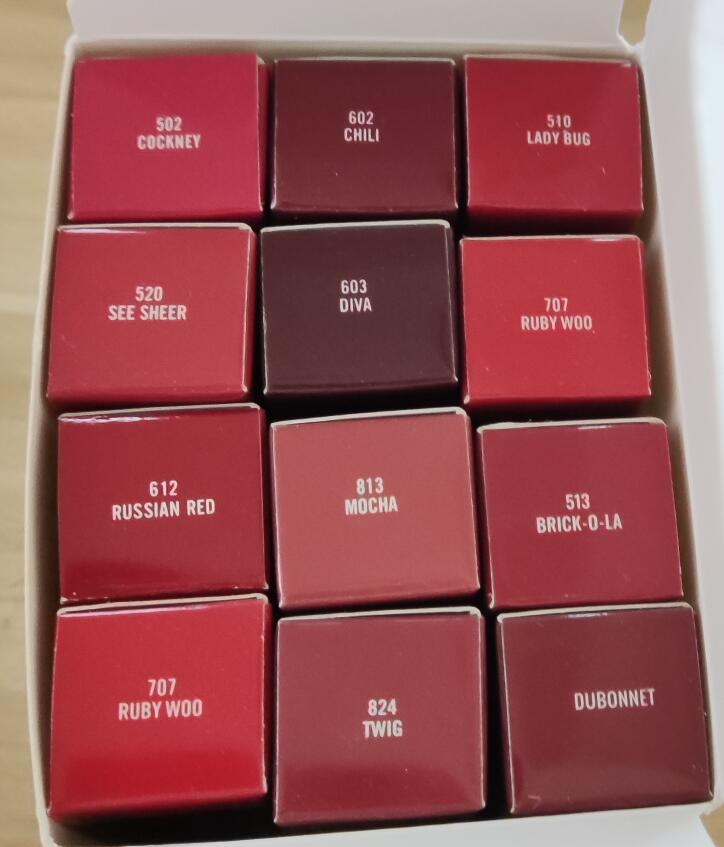 502
COCKNEY
602
CHILI
510
LADY BUG
520
SEE SHEER
603
DIVA
707
RUBY WOO
612
RUSSIAN RED
813
MOCHA
513
BRICK-O-LA
707
RUBY WOO
824
TWIG
DUBONNET